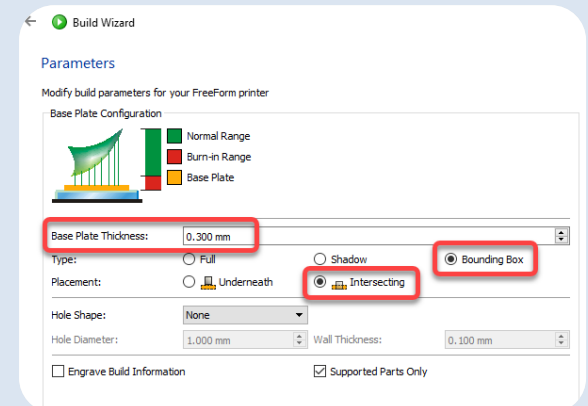 Build Wizard
Parameters
Modify build parameters for your FreeForm printer
Base Plate Configuration
Normal Range
Burn-in Range
Base Plate
Base Plate Thickness: 0.300 mm
Type: Full Shadow Bounding Box
Placement: Underneath Intersecting
Hole Shape: None
Hole Diameter: 1.000 mm Wall Thickness: 0.100 mm
Engrave Build Information Supported Parts Only